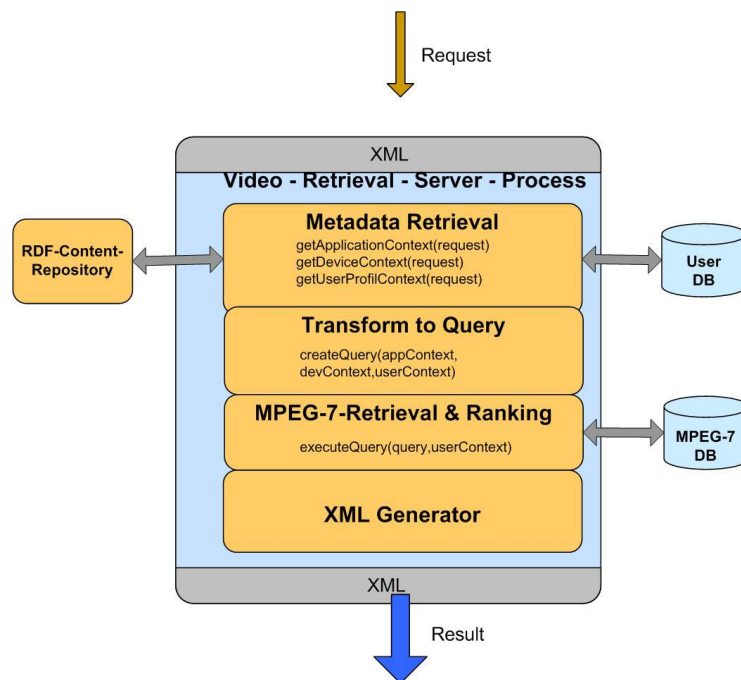 Request
XML
Video - Retrieval - Server - Process
Metadata Retrieval
getApplicationContext(request)
getDeviceContext(request)
getUserProfilContext(request)
RDF-Content-
Repository
User
DB
Transform to Query
createQuery(appContext,
devContext,userContext)
MPEG-7-Retrieval & Ranking
executeQuery(query,userContext)
MPEG-7
DB
XML Generator
XML
Result